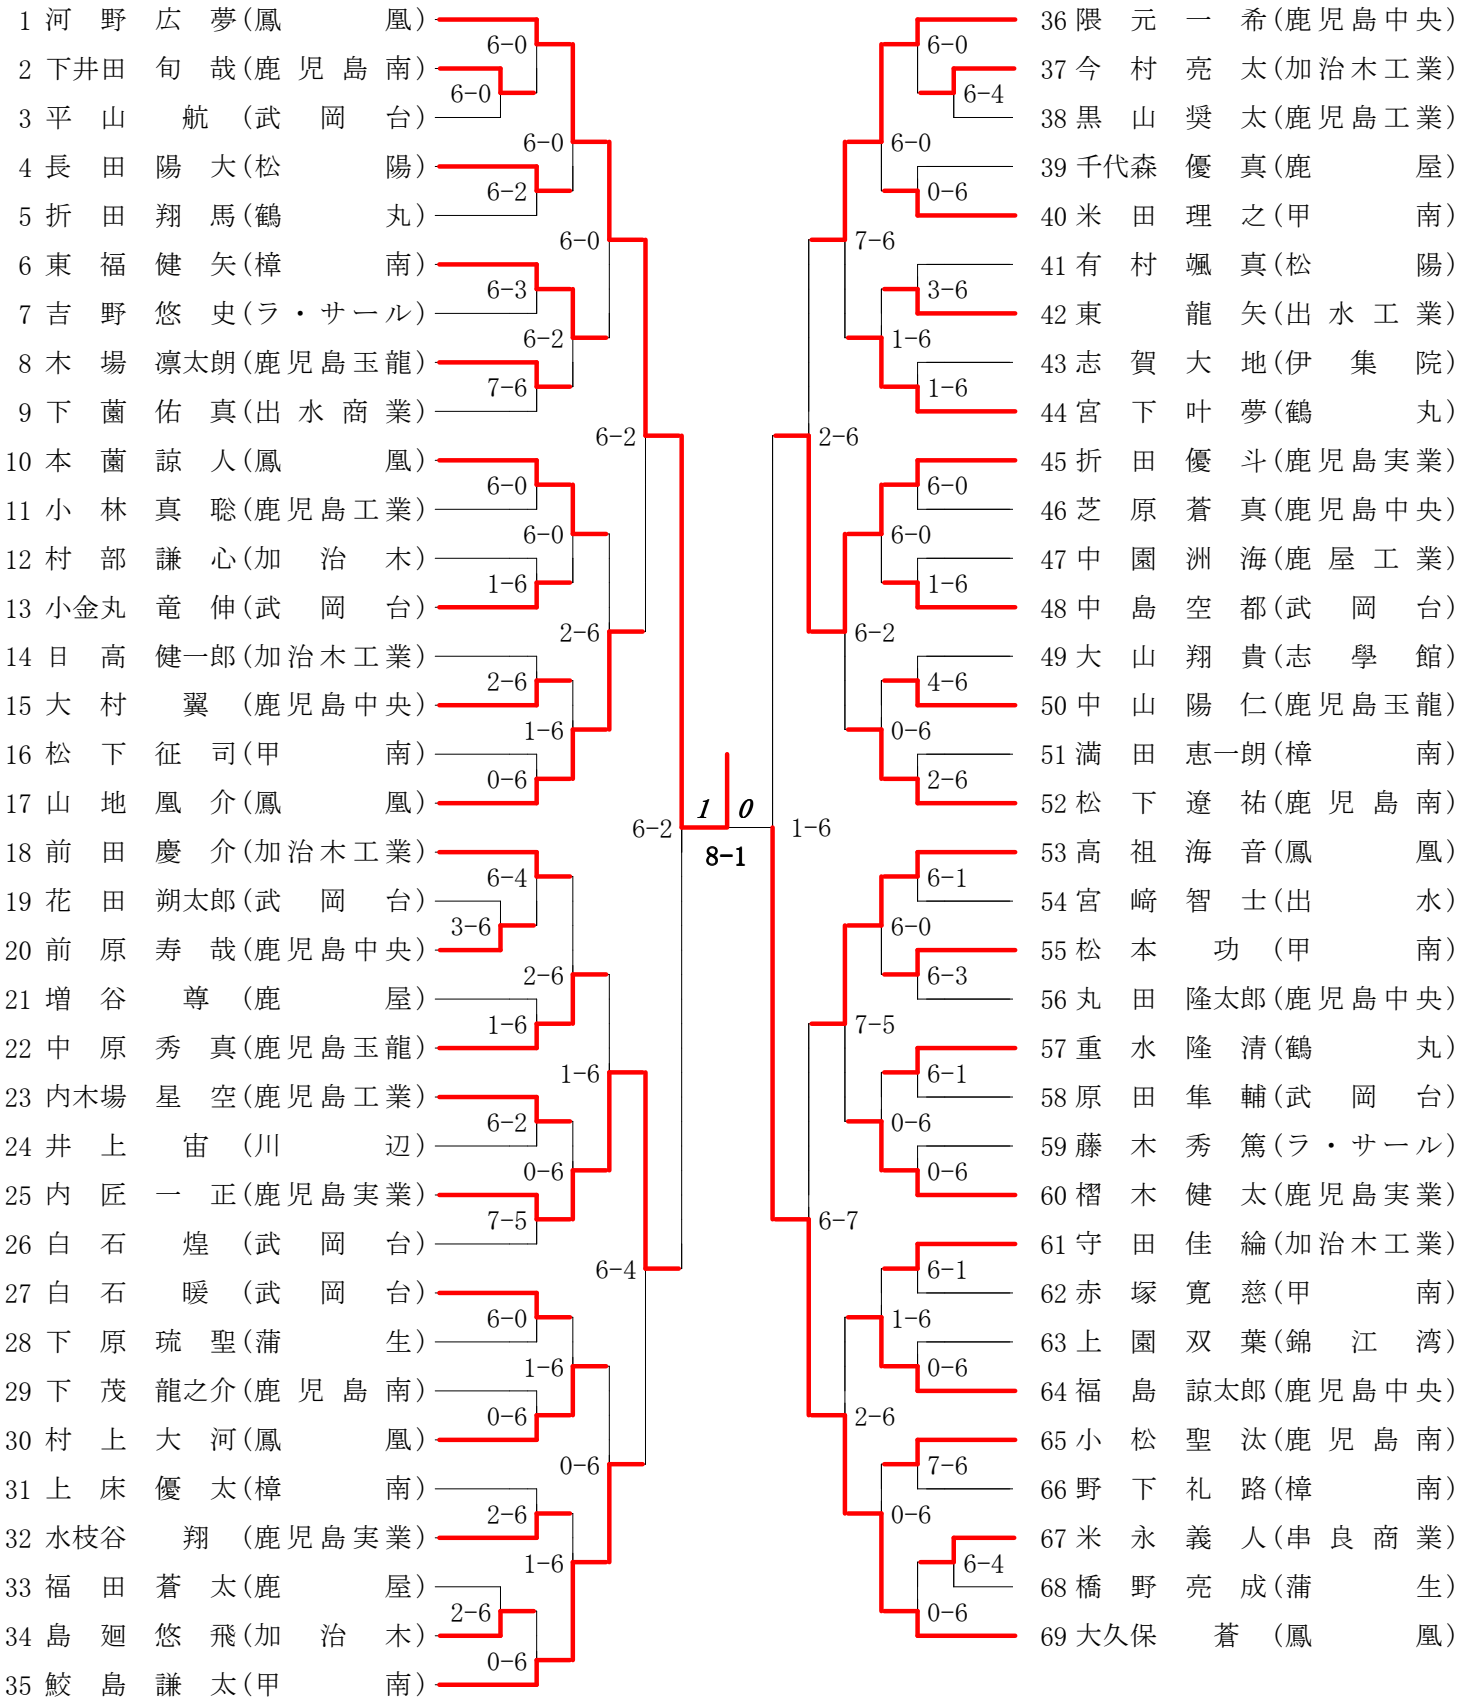 1 河野広夢(鳳凰)
6-0
2 下井田旬哉(鹿児島南)
6-0
3 平山航(武岡台)
6-0
4 長田陽大(松陽)
6-2
5 折田翔馬(鶴丸)
6-0
6 東福健矢(樟南)
6-3
7 吉野悠史(ラ・サール)
6-2
8 木場凛太朗(鹿児島玉龍)
7-6
9 下薗佑真(出水商業)
6-2
10 本薗諒人(鳳凰)
6-0
11 小林真聡(鹿児島工業)
6-0
12 村部謙心(加治木)
1-6
13 小金丸竜伸(武岡台)
2-6
14 日高健一郎(加治木工業)
2-6
15 大村翼(鹿児島中央)
1-6
16 松下征司(甲南)
0-6
17 山地凰介(鳳凰)
6-2
18 前田慶介(加治木工業)
6-4
19 花田朔太郎(武岡台)
3-6
20 前原寿哉(鹿児島中央)
2-6
21 増谷尊(鹿屋)
1-6
22 中原秀真(鹿児島玉龍)
1-6
23 内木場星空(鹿児島工業)
6-2
24 井上宙(川辺)
0-6
25 内匠一正(鹿児島実業)
7-5
26 白石煌(武岡台)
6-4
27 白石暖(武岡台)
6-0
28 下原琉聖(蒲生)
1-6
29 下茂龍之介(鹿児島南)
0-6
30 村上大河(鳳凰)
0-6
31 上床優太(樟南)
2-6
32 水枝谷翔(鹿児島実業)
1-6
33 福田蒼太(鹿屋)
2-6
34 島廻悠飛(加治木)
0-6
35 鮫島謙太(甲南)
1 0
8-1
36 隈元一希(鹿児島中央)
6-0
37 今村亮太(加治木工業)
6-4
38 黒山奨太(鹿児島工業)
6-0
39 千代森優真(鹿屋)
0-6
40 米田理之(甲南)
7-6
41 有村颯真(松陽)
3-6
42 東龍矢(出水工業)
1-6
43 志賀大地(伊集院)
1-6
44 宮下叶夢(鶴丸)
2-6
45 折田優斗(鹿児島実業)
6-0
46 芝原蒼真(鹿児島中央)
6-0
47 中園洲海(鹿屋工業)
1-6
48 中島空都(武岡台)
6-2
49 大山翔貴(志學館)
4-6
50 中山陽仁(鹿児島玉龍)
0-6
51 満田恵一朗(樟南)
2-6
52 松下遼祐(鹿児島南)
1-6
53 高祖海音(鳳凰)
6-1
54 宮﨑智士(出水)
6-0
55 松本功(甲南)
6-3
56 丸田隆太郎(鹿児島中央)
7-5
57 重水隆清(鶴丸)
6-1
58 原田隼輔(武岡台)
0-6
59 藤木秀篤(ラ・サール)
0-6
60 槢木健太(鹿児島実業)
6-7
61 守田佳綸(加治木工業)
6-1
62 赤塚寛慈(甲南)
1-6
63 上園双葉(錦江湾)
0-6
64 福島諒太郎(鹿児島中央)
2-6
65 小松聖汰(鹿児島南)
7-6
66 野下礼路(樟南)
0-6
67 米永義人(串良商業)
6-4
68 橋野亮成(蒲生)
0-6
69 大久保蒼(鳳凰)